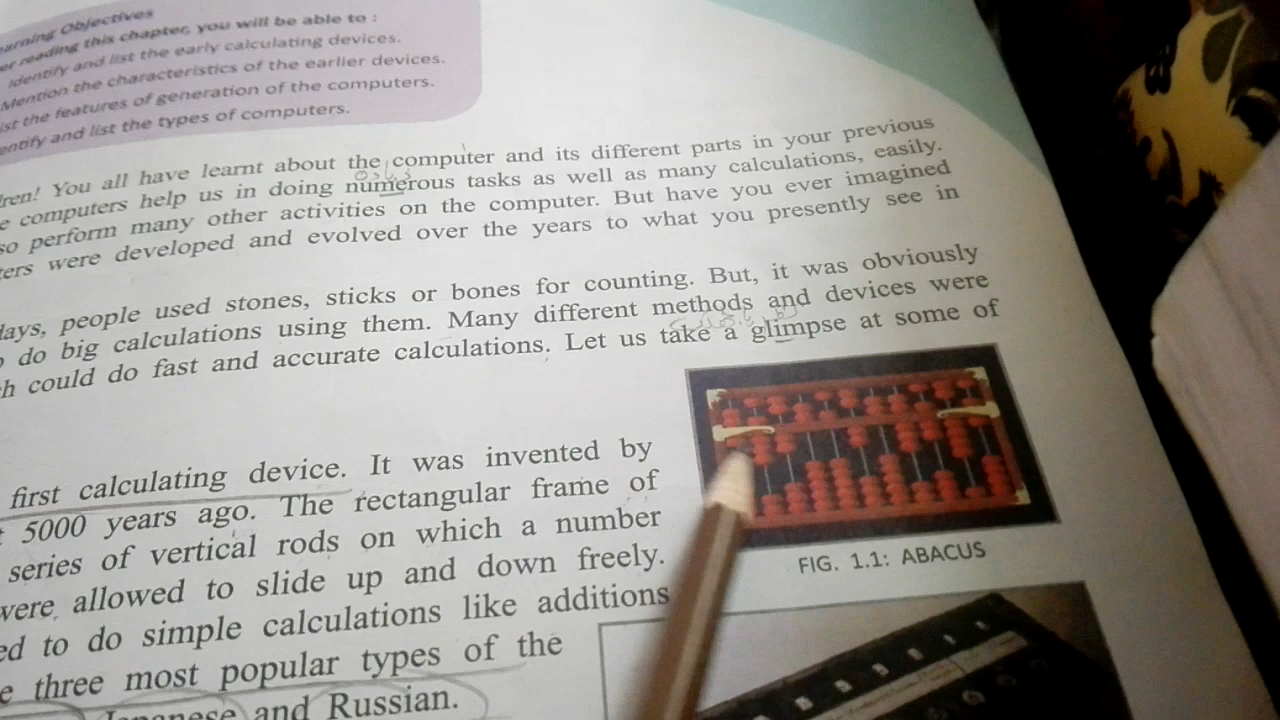 Learning Objectives
reading this chapter, you will be able to :
identify and list the early calculating devices.
Mention the characteristics of the earlier devices.
the features of generation of the computers.
and list the types of computers.
You all have learnt about the computer and its different parts in your previous
computers help us in doing numerous tasks as well as many calculations, easily.
perform many other activities on the computer. But have you ever imagined
were developed and evolved over the years to what you presently see in
people used stones, sticks or bones for counting. But, it was obviously
do big calculations using them. Many different methods and devices were
could do fast and accurate calculations. Let us take a glimpse at some of
first calculating device. It was invented by
5000 years ago. The rectangular frame of
series of vertical rods on which a number
were allowed to slide up and down freely.
to do simple calculations like additions
three most popular types of the
Japanese and Russian.
FIG. 1.1: ABACUS